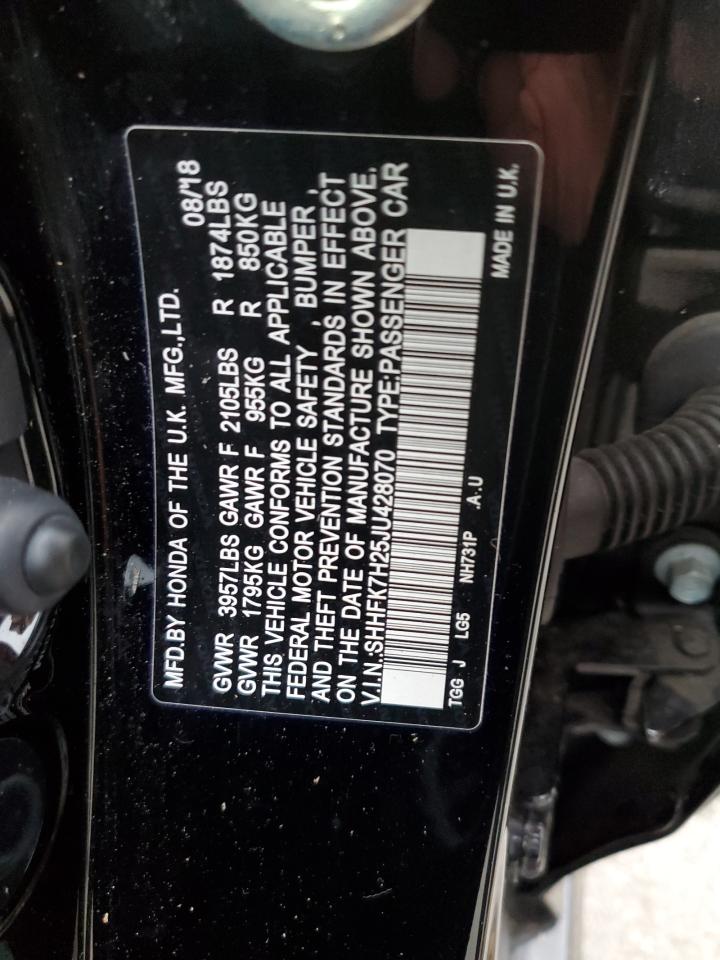 MFD.BY HONDA OF THE U.K. MFG.,LTD. 08/'18
GVWR 3957LBS GAWR F 2105LBS R 1874LBS
GVWR 1795KG GAWR F 955KG R 850KG
THIS VEHICLE CONFORMS TO ALL APPLICABLE
FEDERAL MOTOR VEHICLE SAFETY , BUMPER ,
AND THEFT PREVENTION STANDARDS IN EFFECT
ON THE DATE OF MANUFACTURE SHOWN ABOVE.
V.I.N.:SHHFK7H25JU428070 TYPE:PASSENGER CAR
TGG J LG5 NH731P .A.U MADE IN U.K.